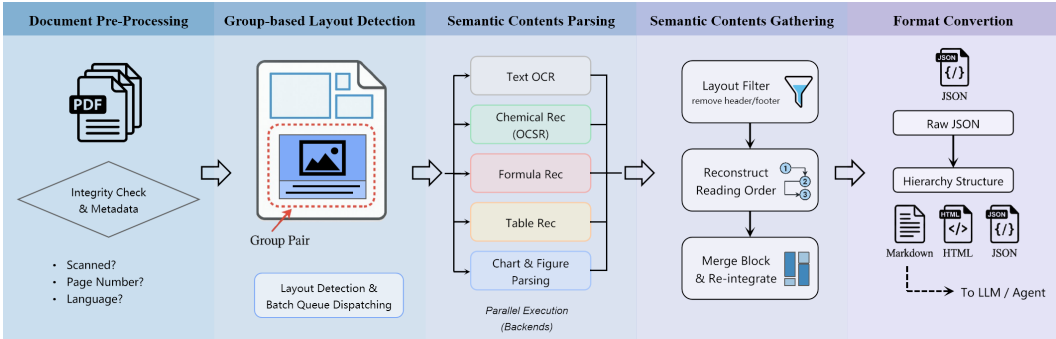 Document Pre-Processing
PDF
Integrity Check
& Metadata
• Scanned?
• Page Number?
• Language?
Group-based Layout Detection
Group Pair
Layout Detection &
Batch Queue Dispatching
Semantic Contents Parsing
Text OCR
Chemical Rec
(OCSR)
Formula Rec
Table Rec
Chart & Figure
Parsing
Parallel Execution
(Backends)
Semantic Contents Gathering
Layout Filter
remove header/footer
Reconstruct
Reading Order
1
2
3
Merge Block
& Re-integrate
Format Convertion
JSON
{/}
JSON
Raw JSON
Hierarchy Structure
Markdown
HTML
</>
HTML
JSON
{/}
JSON
To LLM / Agent